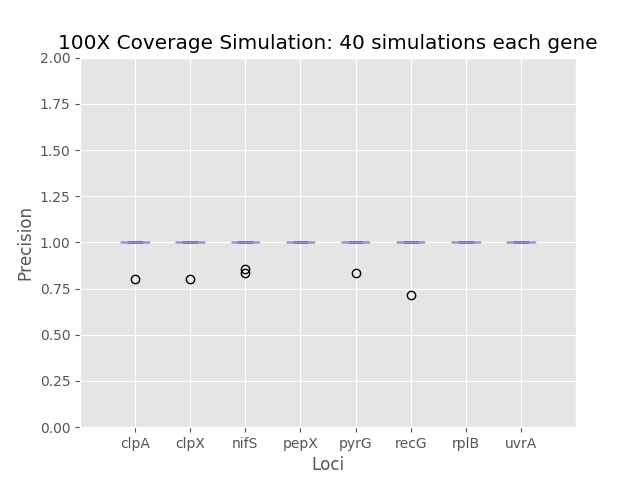 100X Coverage Simulation: 40 simulations each gene
2.00
1.75
1.50
1.25
1.00
0.75
0.50
0.25
0.00
Precision
clpA clpX nifS pepX pyrG recG rplB uvrA
Loci